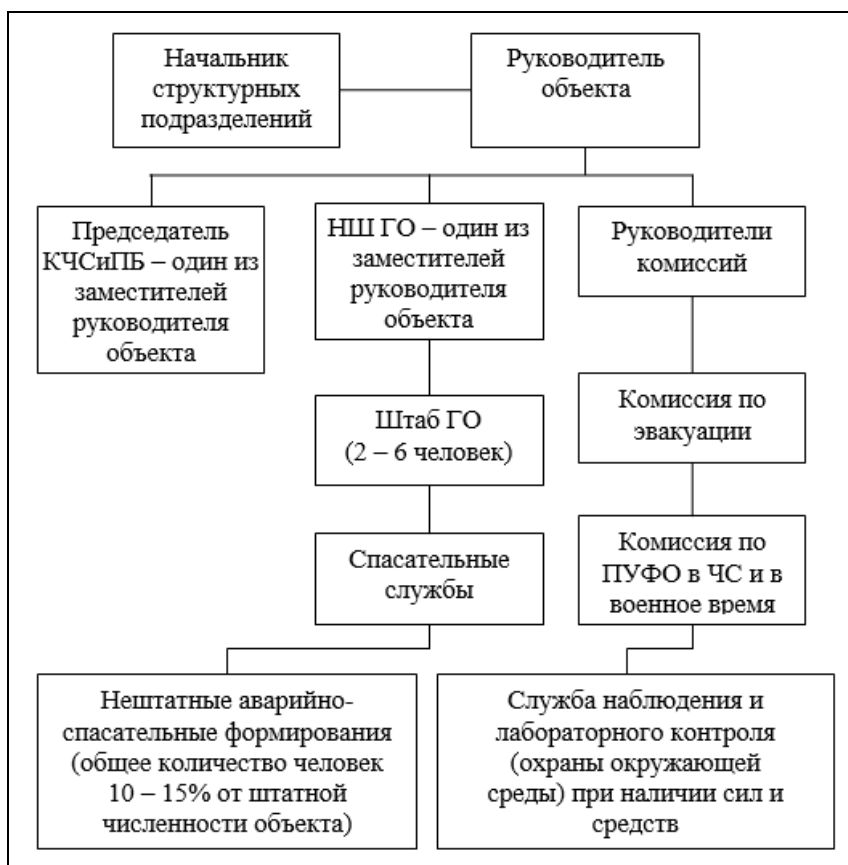 Начальник
структурных
подразделений
Руководитель
объекта
Председатель
КЧСиПБ – один из
заместителей
руководителя
объекта
НШ ГО – один из
заместителей
руководителя
объекта
Руководители
комиссий
Штаб ГО
(2 – 6 человек)
Комиссия по
эвакуации
Спасательные
службы
Комиссия по
ПУФО в ЧС и в
военное время
Нештатные аварийно-
спасательные формирования
(общее количество человек
10 – 15% от штатной
численности объекта)
Служба наблюдения и
лабораторного контроля
(охраны окружающей
среды) при наличии сил и
средств